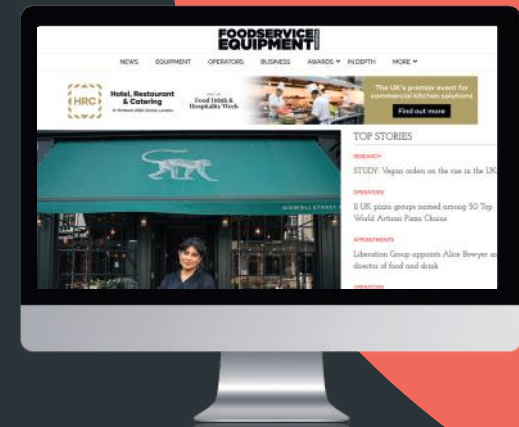 FOODSERVICE
EQUIPMENT
NEWS EQUIPMENT OPERATORS BUSINESS AWARDS IN DEPTH MORE
HRC
Hotel, Restaurant
& Catering
Food Drink &
Hospitality Week
The UK's premier event for
commercial kitchen solutions
Find out more
TOP STORIES
RESEARCH
STUDY: Vegan orders on the rise in the UK
OPERATORS
11 UK pizza groups named among 50 Top
World Artisan Pizza Chains
APPOINTMENTS
Liberation Group appoints Alice Bowyer as
director of food and drink
OPERATORS